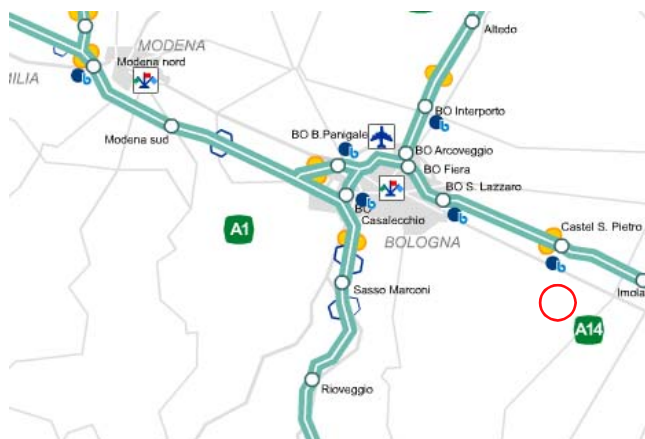 Altedo
MODENA
Modena nord
MILIA
BO Interporto
BO B.Panigale
Modena sud
BO Arcoveggio
BO Fiera
BO S. Lazzaro
BO
Casalecchio
Castel S. Pietro
A1
BOLOGNA
Sasso Marconi
Imola
A14
Rioveggio